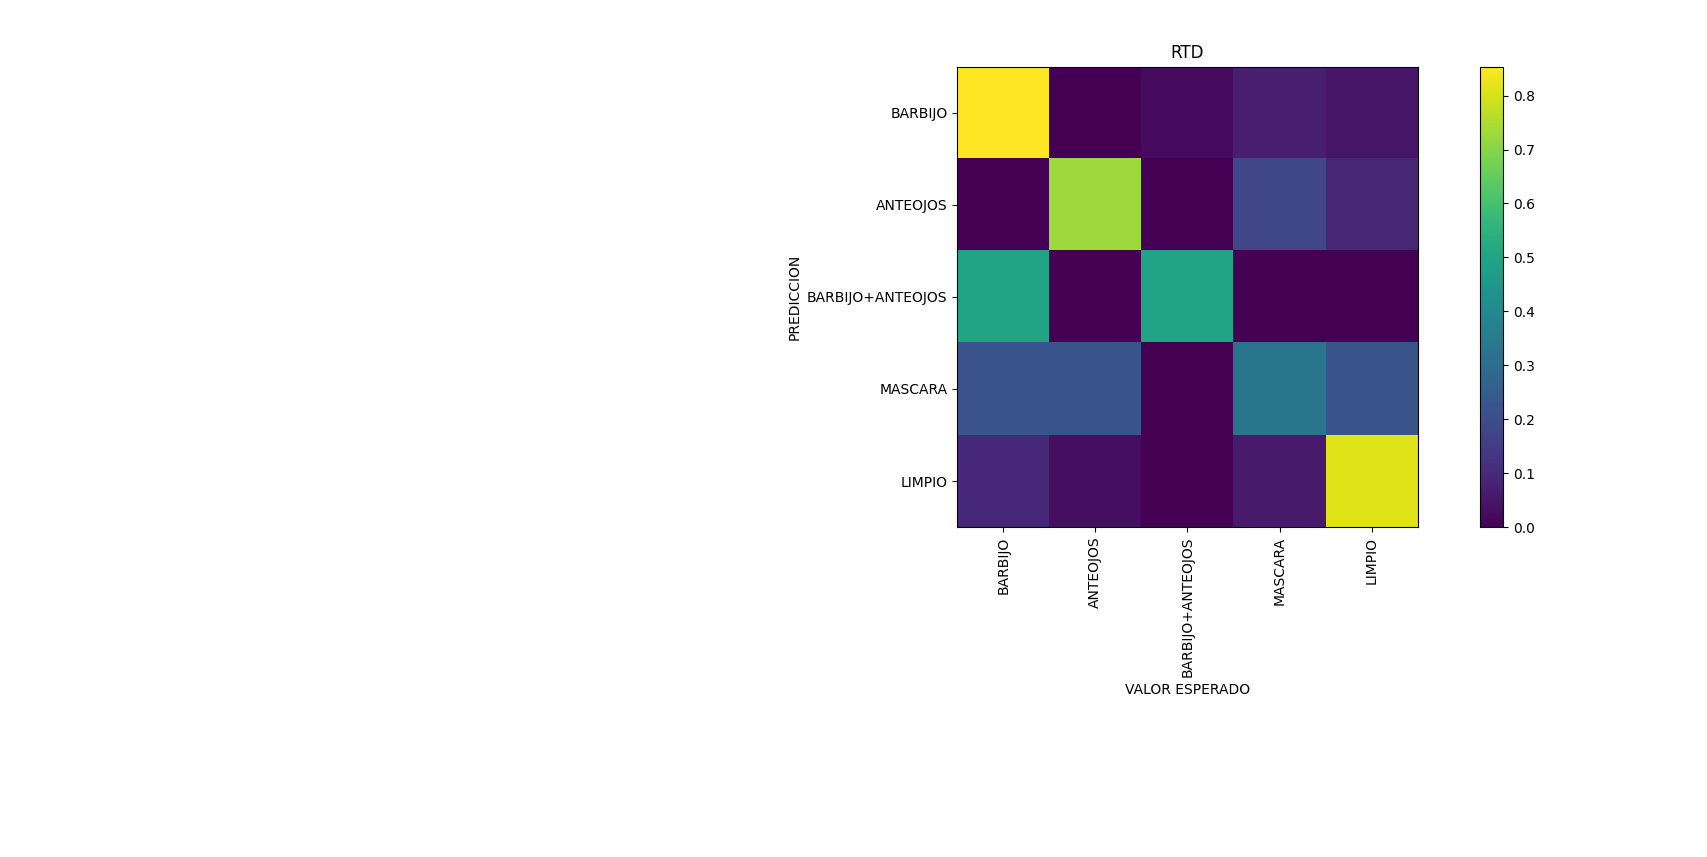 RTD
BARBIJO
ANTEOJOS
BARBIJO+ANTEOJOS
MASCARA
LIMPIO
PREDICCION
BARBIJO
ANTEOJOS
BARBIJO+ANTEOJOS
MASCARA
LIMPIO
VALOR ESPERADO
0.8
0.7
0.6
0.5
0.4
0.3
0.2
0.1
0.0